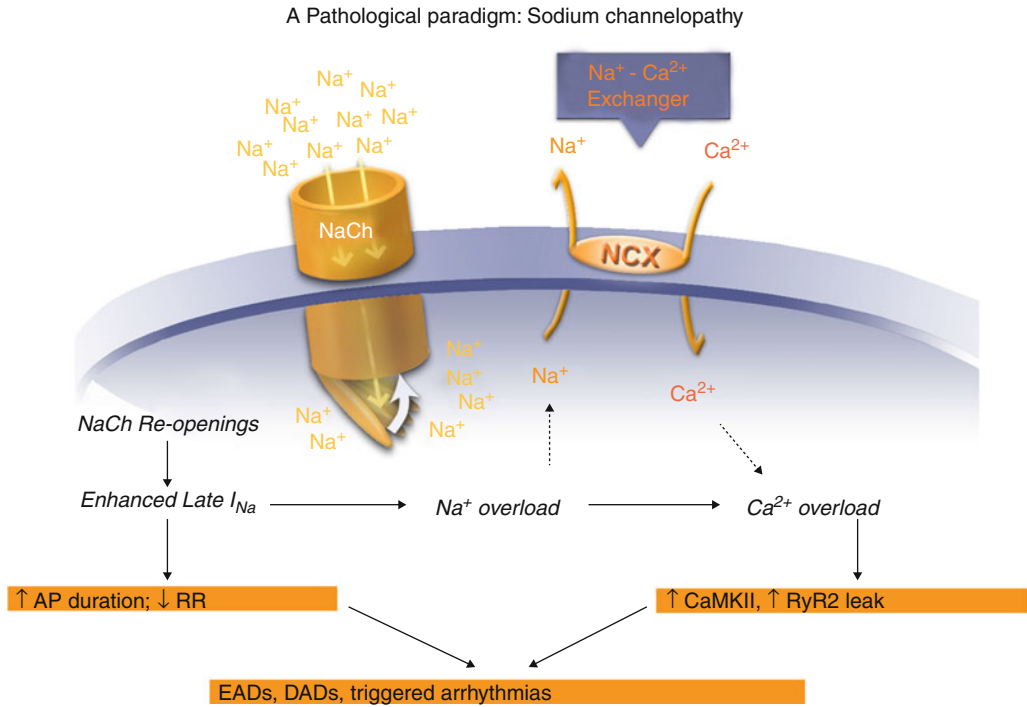 A Pathological paradigm: Sodium channelopathy
Na⁺
Na⁺
Na⁺
Na⁺
Na⁺
Na⁺
Na⁺
Na⁺
Na⁺
Na⁺
Na⁺ - Ca²⁺
Exchanger
Na⁺
Ca²⁺
NaCh
NCX
Na⁺
Na⁺
Na⁺
Na⁺
Na⁺
Na⁺
Na⁺
Ca²⁺
NaCh Re-openings
Enhanced Late I_Na
Na⁺ overload
Ca²⁺ overload
↑ AP duration; ↓ RR
↑ CaMKII, ↑ RyR2 leak
EADs, DADs, triggered arrhythmias